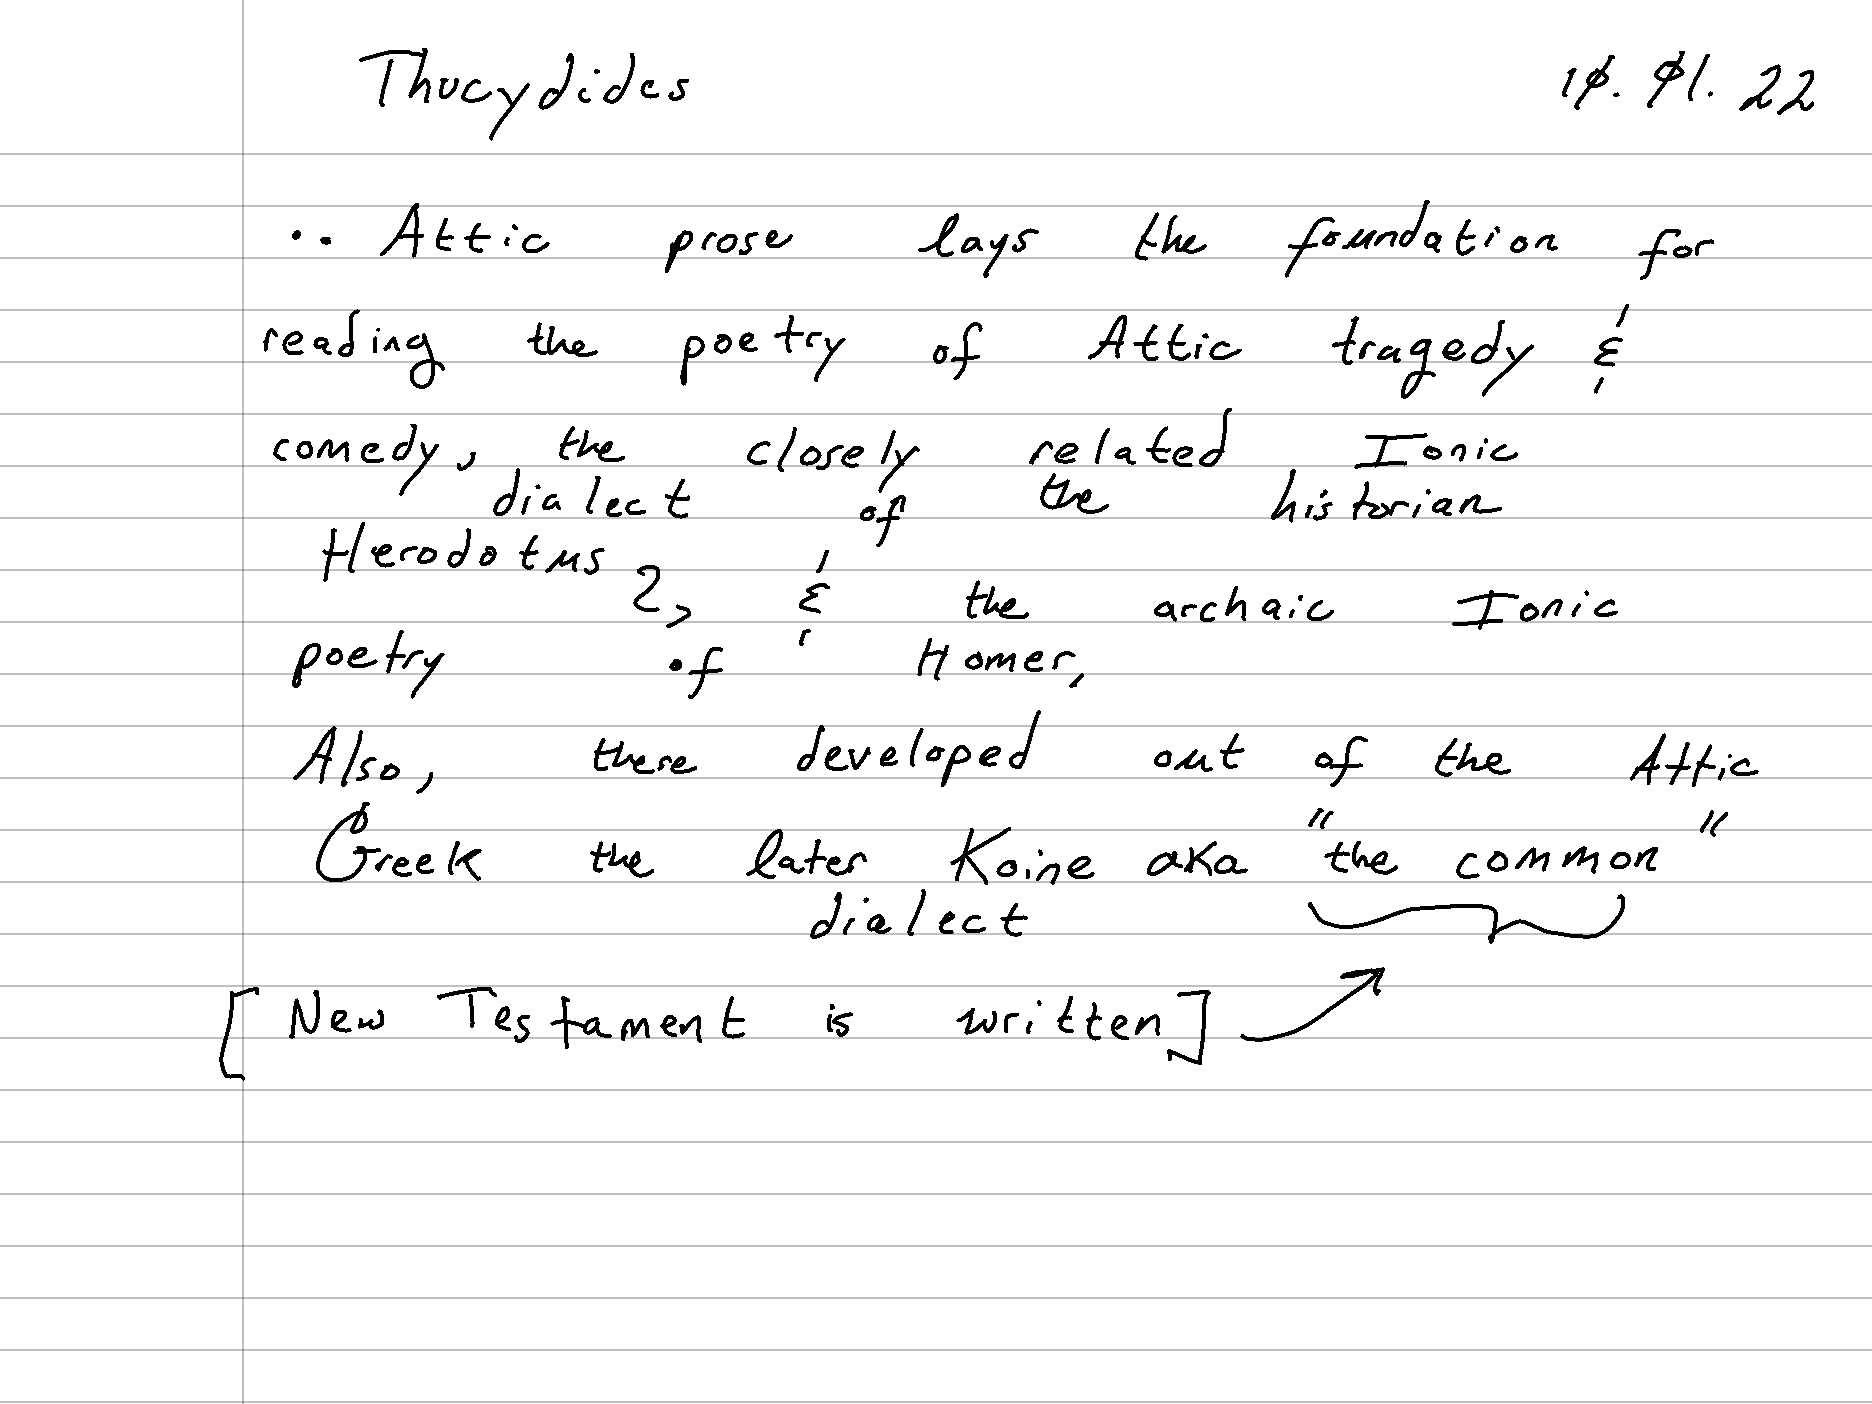 Thucydides 10. 01. 22
·· Attic prose lays the foundation for
reading the poetry of Attic tragedy &
comedy, the closely related Ionic
dialect of the historian
Herodotus 2, & the archaic Ionic
poetry of Homer,
Also, there developed out of the Attic
Greek the later Koine aka "the common"
dialect
[New Testament is written]